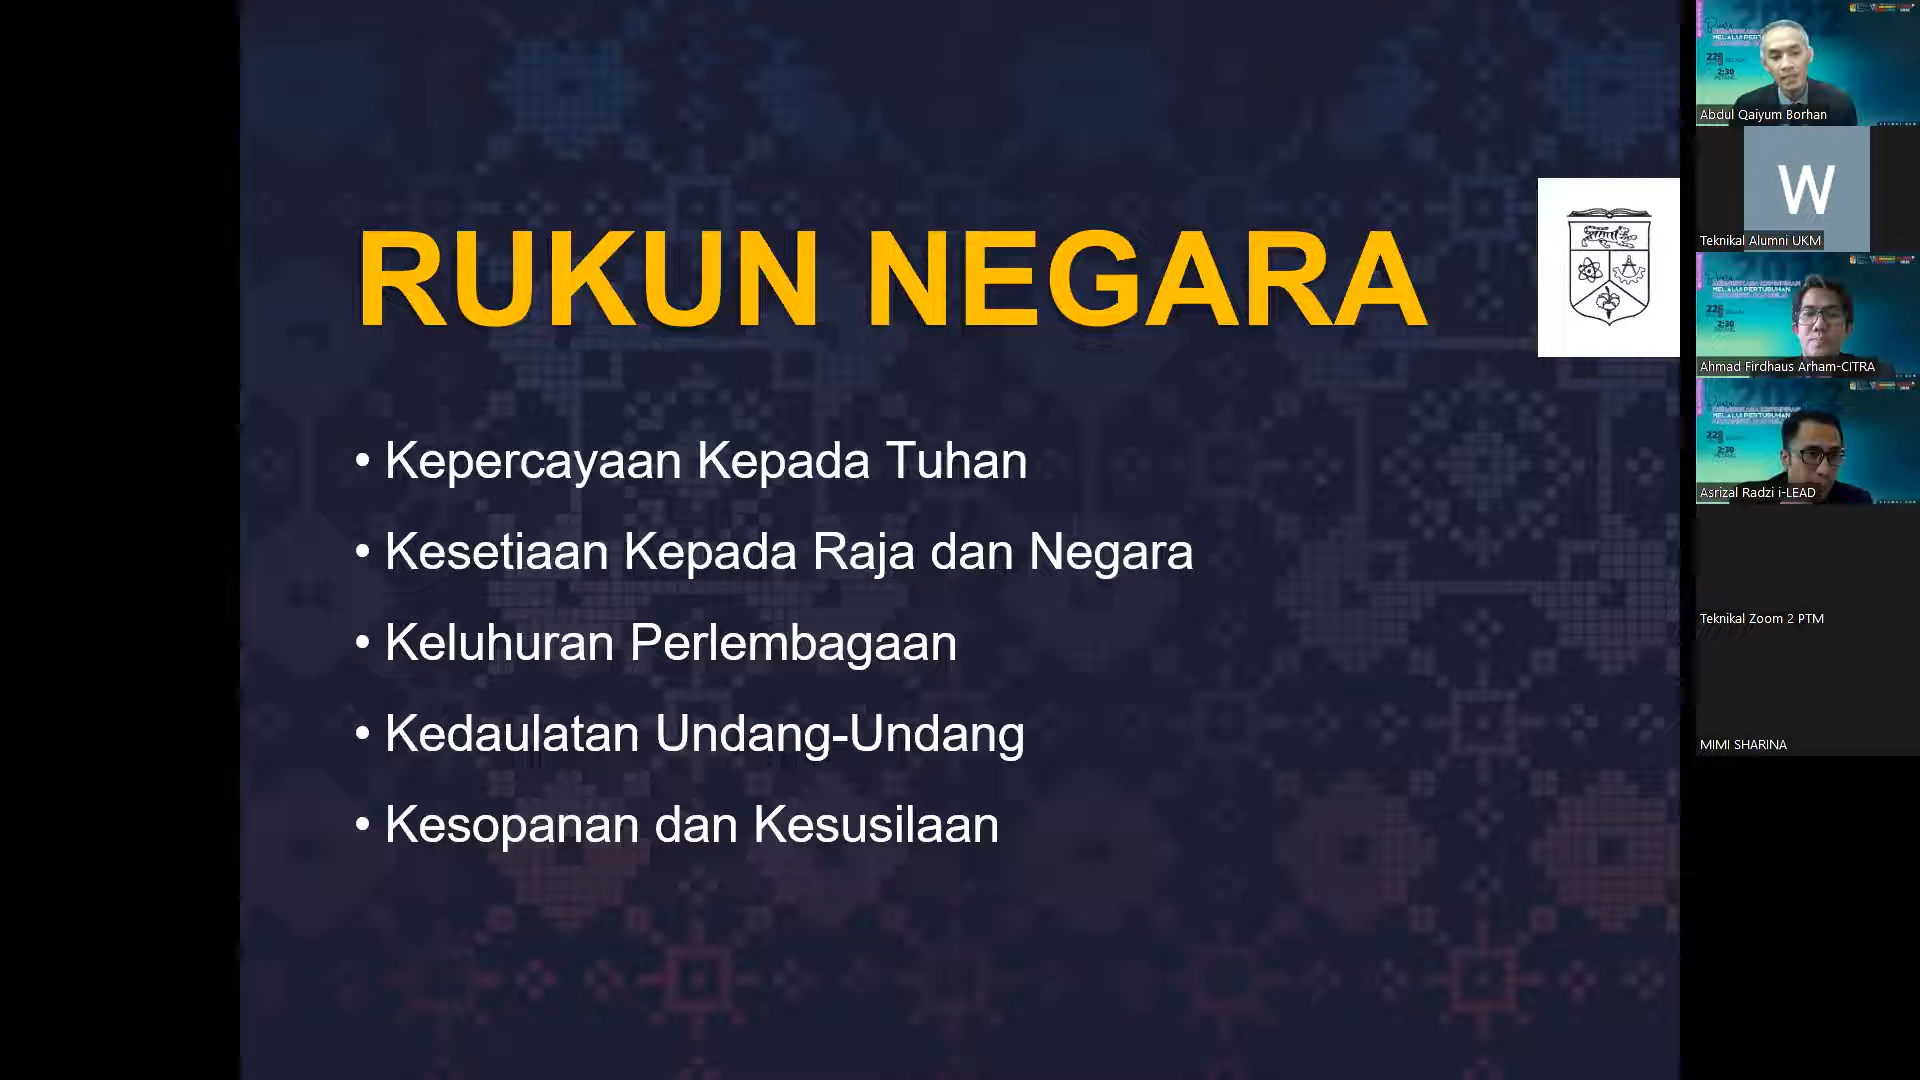 RUKUN NEGARA
• Kepercayaan Kepada Tuhan
• Kesetiaan Kepada Raja dan Negara
• Keluhuran Perlembagaan
• Kedaulatan Undang-Undang
• Kesopanan dan Kesusilaan
Abdul Qaiyum Borhan
W
Teknikal Alumni UKM
Ahmad Firdhaus Arham-CITRA
Asrizal Radzi i-LEAD
Teknikal Zoom 2 PTM
MIMI SHARINA